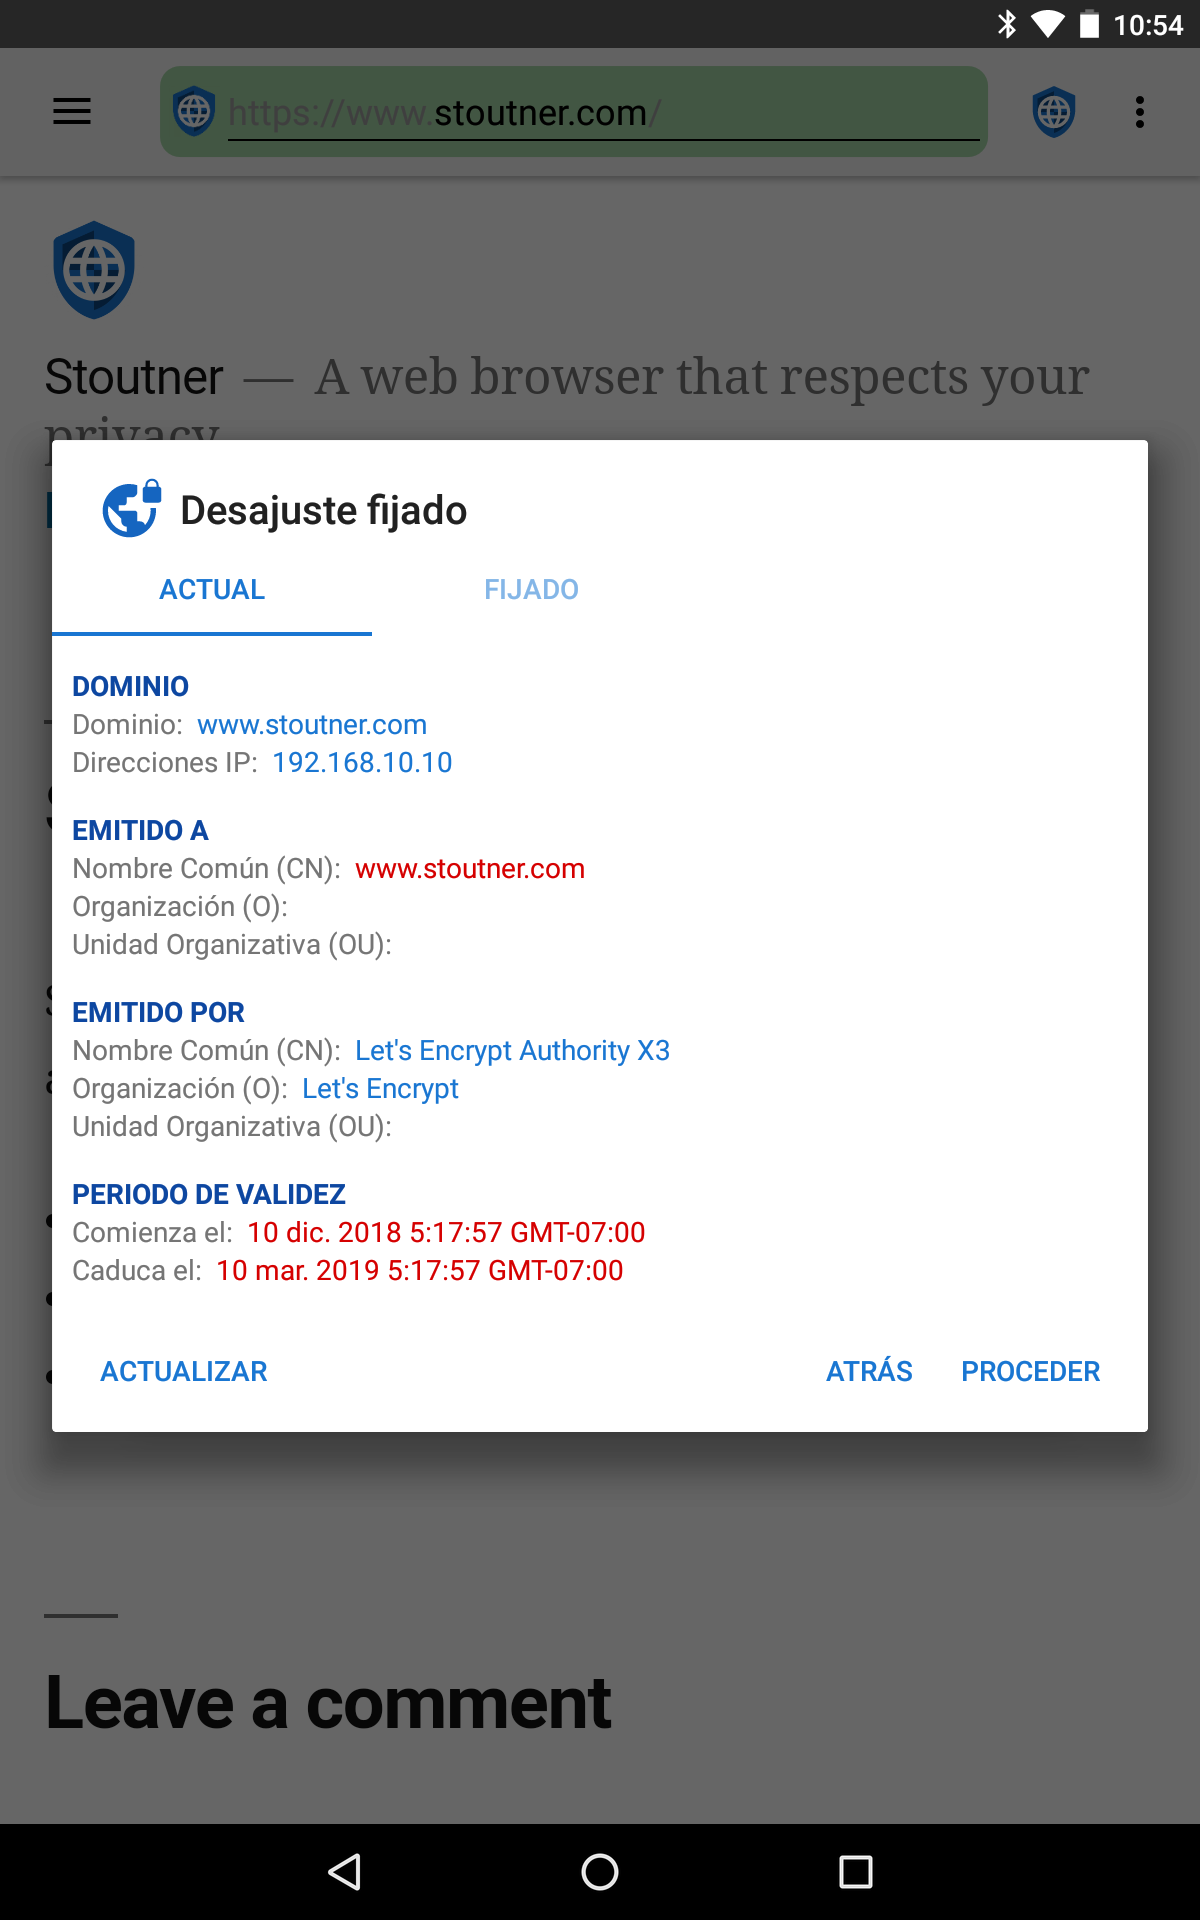 10:54
https://www.stoutner.com/
Stoutner — A web browser that respects your
privacy
Desajuste fijado
ACTUAL FIJADO
DOMINIO
Dominio: www.stoutner.com
Direcciones IP: 192.168.10.10
EMITIDO A
Nombre Común (CN): www.stoutner.com
Organización (O):
Unidad Organizativa (OU):
EMITIDO POR
Nombre Común (CN): Let's Encrypt Authority X3
Organización (O): Let's Encrypt
Unidad Organizativa (OU):
PERIODO DE VALIDEZ
Comienza el: 10 dic. 2018 5:17:57 GMT-07:00
Caduca el: 10 mar. 2019 5:17:57 GMT-07:00
ACTUALIZAR ATRÁS PROCEDER
Leave a comment